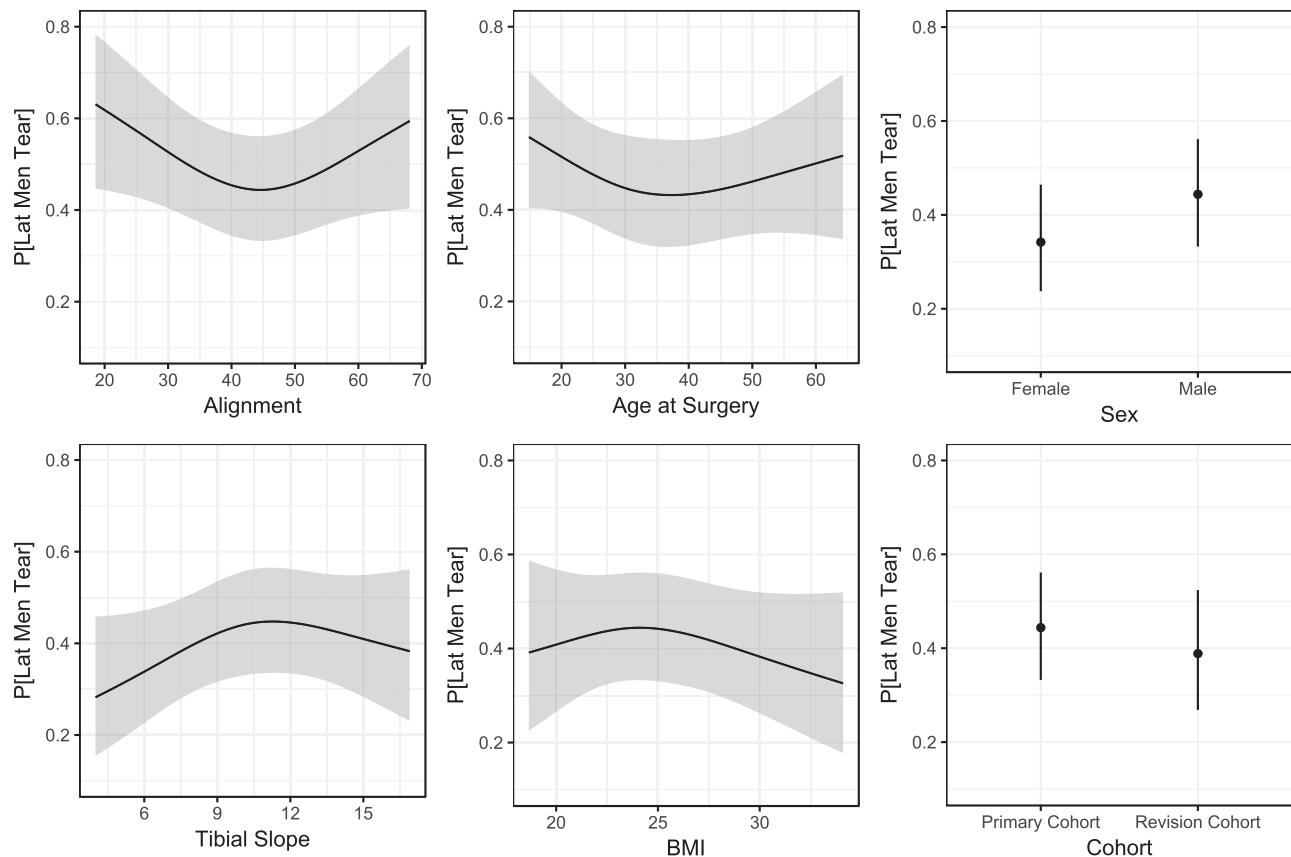 P[Lat Men Tear]
0.8
0.6
0.4
0.2
20 30 40 50 60 70
Alignment
P[Lat Men Tear]
0.8
0.6
0.4
0.2
20 30 40 50 60
Age at Surgery
P[Lat Men Tear]
0.8
0.6
0.4
0.2
Female Male
Sex
P[Lat Men Tear]
0.8
0.6
0.4
0.2
6 9 12 15
Tibial Slope
P[Lat Men Tear]
0.8
0.6
0.4
0.2
20 25 30
BMI
P[Lat Men Tear]
0.8
0.6
0.4
0.2
Primary Cohort Revision Cohort
Cohort